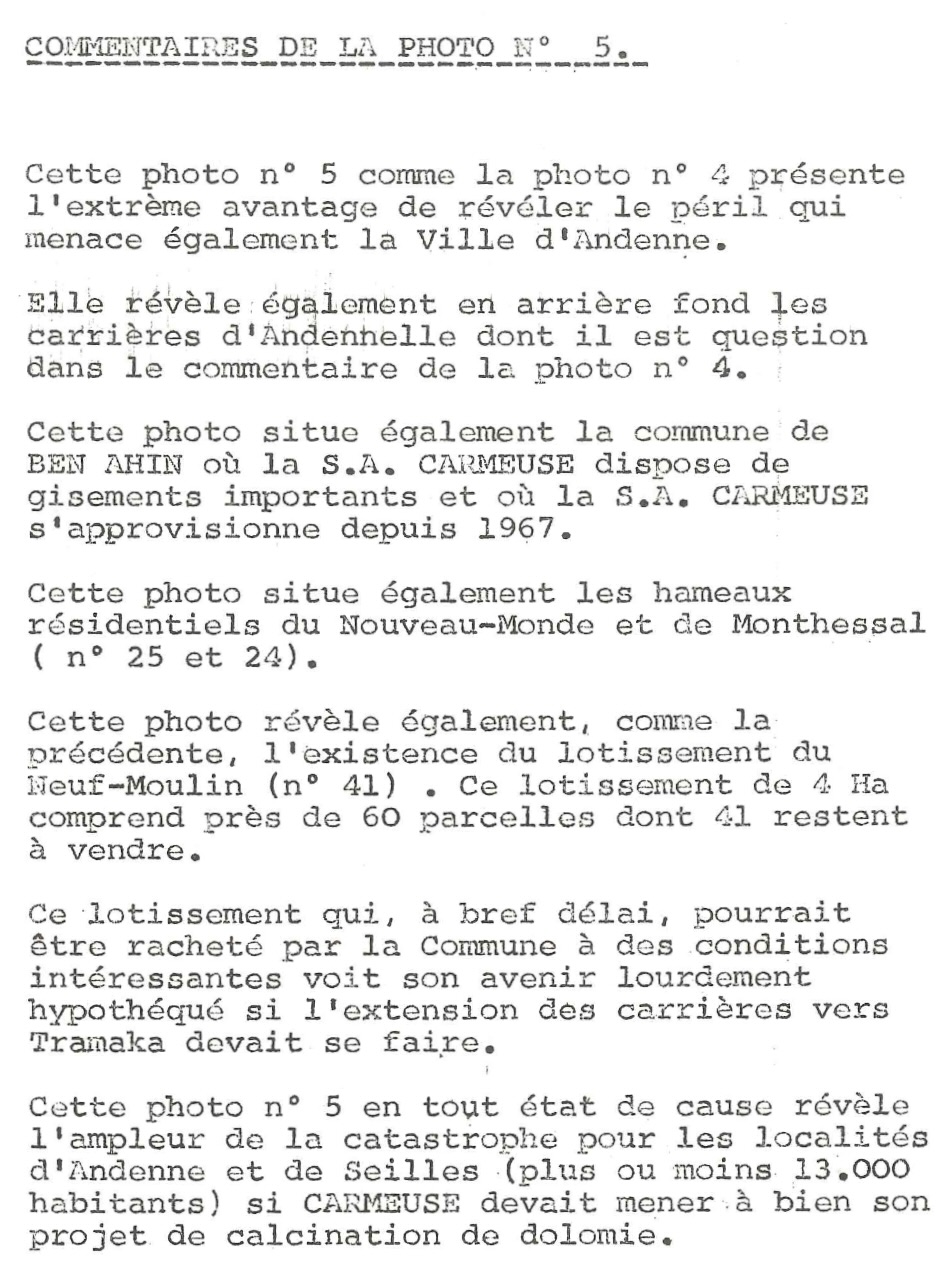 COMMENTAIRES DE LA PHOTO N° 5.
Cette photo n° 5 comme la photo n° 4 présente
l'extrème avantage de révéler le péril qui
menace également la Ville d'Andenne.
Elle révèle également en arrière fond les
carrières d'Andenhelle dont il est question
dans le commentaire de la photo n° 4.
Cette photo situe également la commune de
BEN AHIN où la S.A. CARMEUSE dispose de
gisements importants et où la S.A. CARMEUSE
s'approvisionne depuis 1967.
Cette photo situe également les hameaux
résidentiels du Nouveau-Monde et de Monthessal
( n° 25 et 24).
Cette photo révèle également, comme la
précédente, l'existence du lotissement du
Neuf-Moulin (n° 41) . Ce lotissement de 4 Ha
comprend près de 60 parcelles dont 41 restent
à vendre.
Ce lotissement qui, à bref délai, pourrait
être racheté par la Commune à des conditions
intéressantes voit son avenir lourdement
hypothéqué si l'extension des carrières vers
Tramaka devait se faire.
Cette photo n° 5 en tout état de cause révèle
l'ampleur de la catastrophe pour les localités
d'Andenne et de Seilles (plus ou moins 13.000
habitants) si CARMEUSE devait mener à bien son
projet de calcination de dolomie.